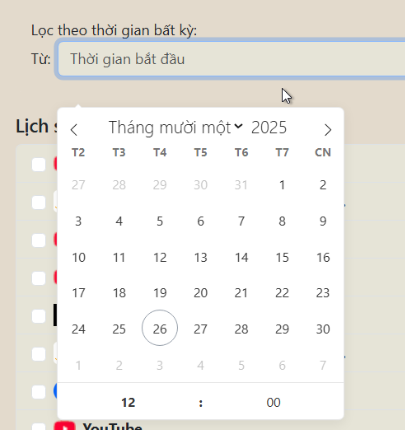 Lọc theo thời gian bất kỳ:
Từ: Thời gian bắt đầu
Lịch
Tháng mười một 2025
T2 T3 T4 T5 T6 T7 CN
27 28 29 30 31 1 2
3 4 5 6 7 8 9
10 11 12 13 14 15 16
17 18 19 20 21 22 23
24 25 26 27 28 29 30
1 2 3 4 5 6 7
12 : 00
YouTube